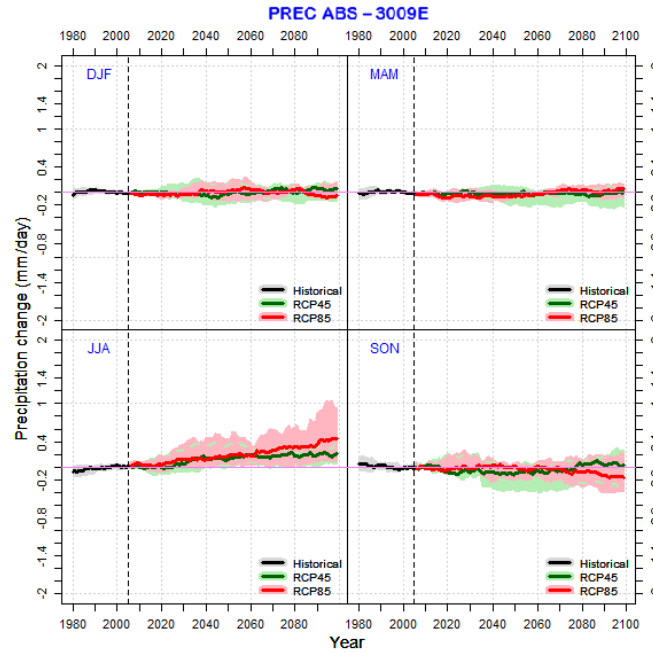 PREC ABS – 3009E
1980 2000 2020 2040 2060 2080 1980 2000 2020 2040 2060 2080 2100
DJF
MAM
2
1.4
1
0.4
-0.2
-0.8
-1.4
-2
Historical
RCP45
RCP85
Historical
RCP45
RCP85
JJA
SON
2
1.4
1
0.4
-0.2
-0.8
-1.4
-2
Historical
RCP45
RCP85
Historical
RCP45
RCP85
Precipitation change (mm/day)
1980 2000 2020 2040 2060 2080 1980 2000 2020 2040 2060 2080 2100
Year